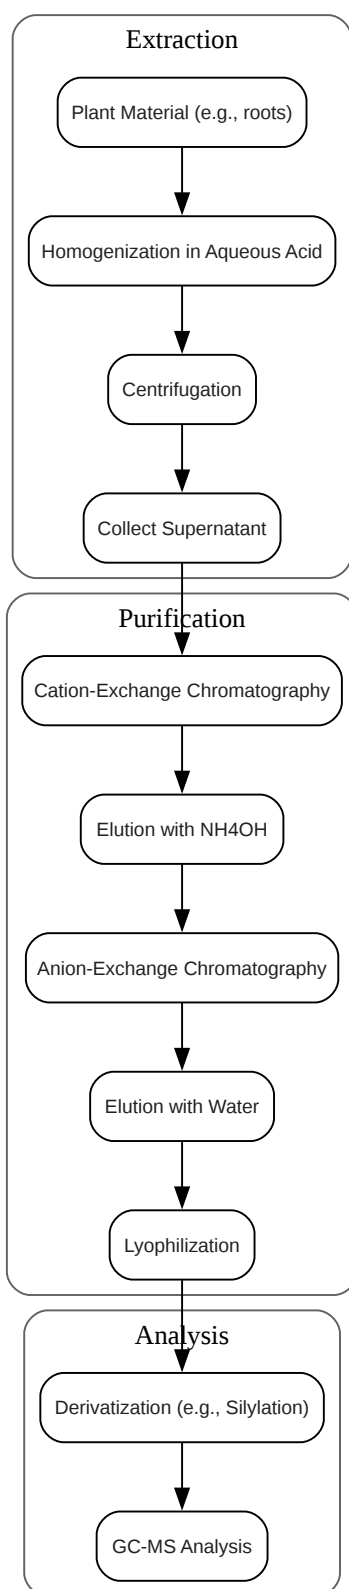 Extraction
Plant Material (e.g., roots)
Homogenization in Aqueous Acid
Centrifugation
Collect Supernatant
Purification
Cation-Exchange Chromatography
Elution with NH4OH
Anion-Exchange Chromatography
Elution with Water
Lyophilization
Analysis
Derivatization (e.g., Silylation)
GC-MS Analysis